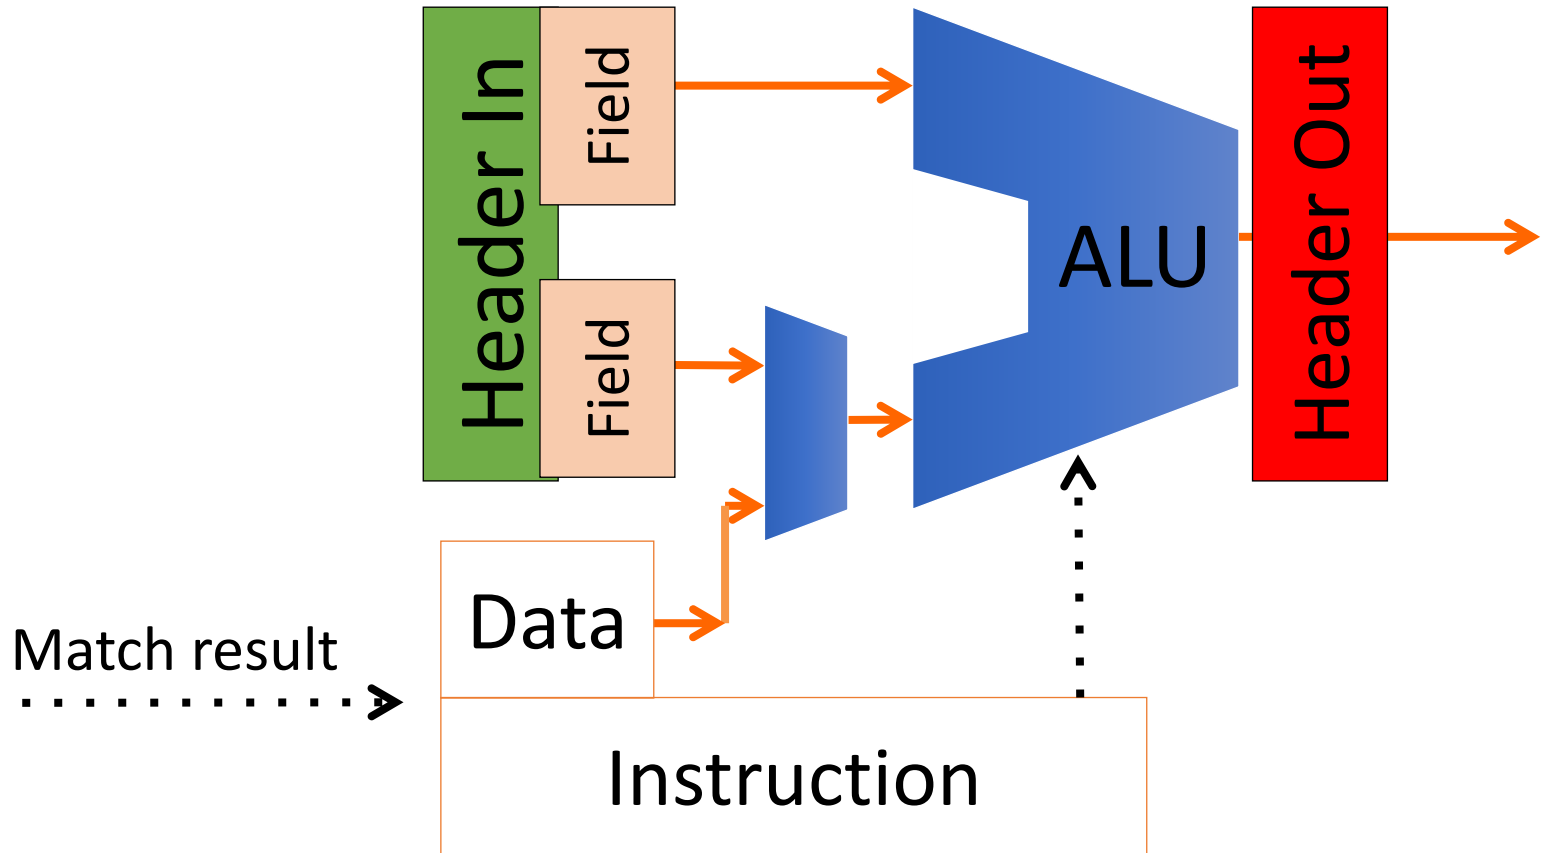 Header In
Field
Field
ALU
Header Out
Data
Match result
Instruction